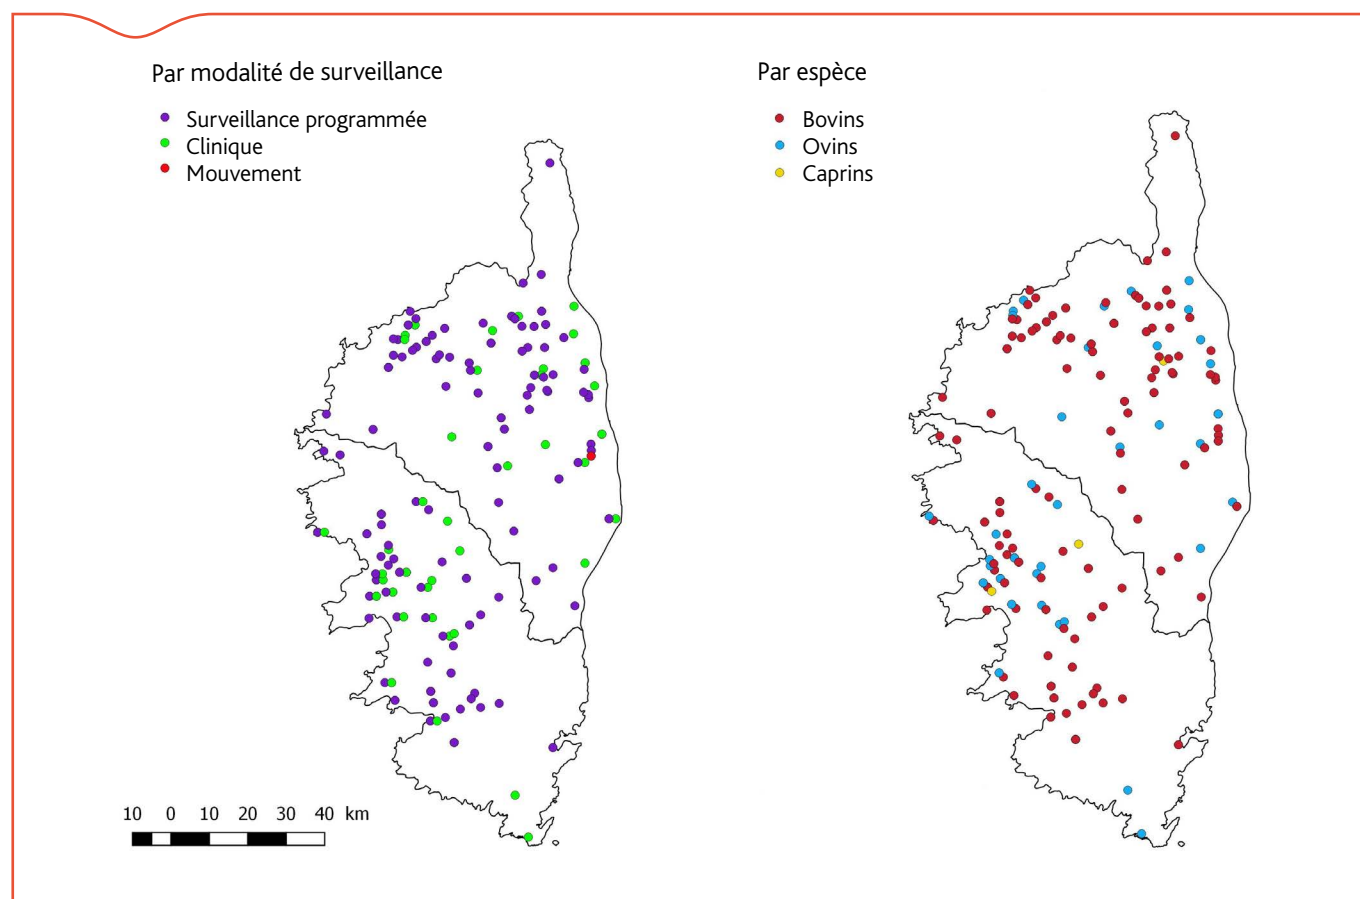 Par modalité de surveillance
Surveillance programmée
Clinique
Mouvement
Par espèce
Bovins
Ovins
Caprins
10 0 10 20 30 40 km